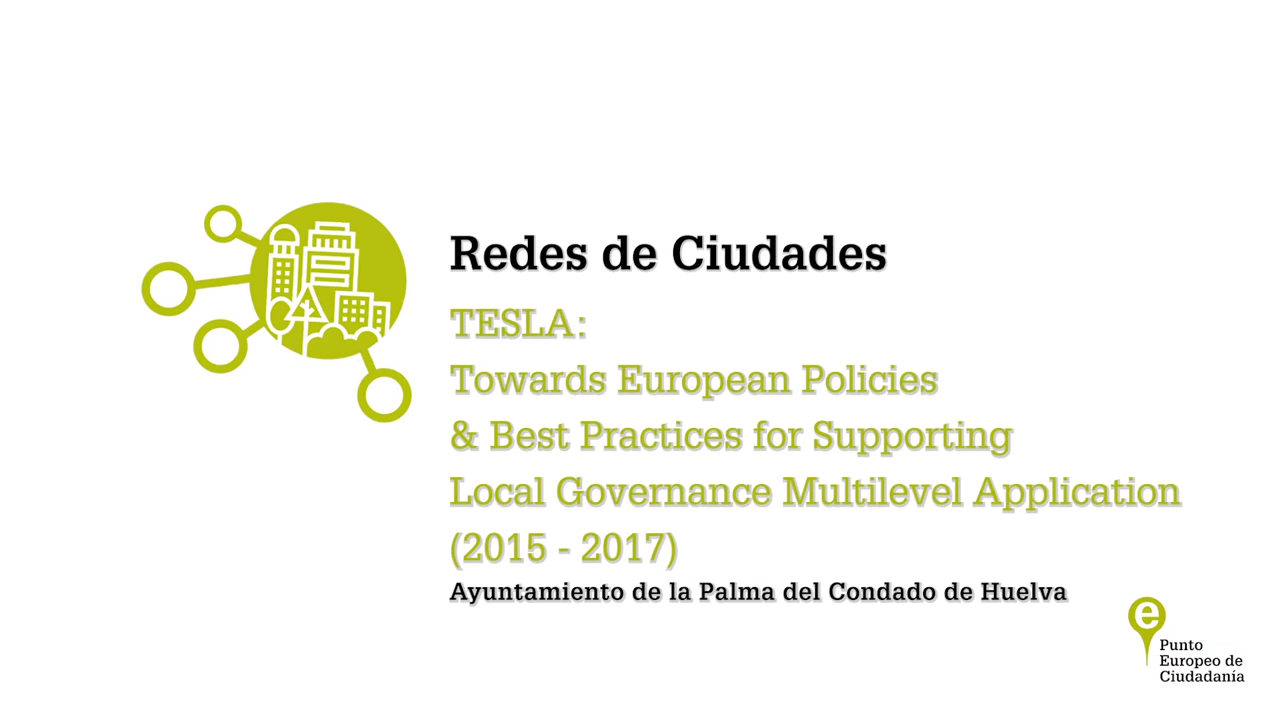 Redes de Ciudades
TESLA:
Towards European Policies
& Best Practices for Supporting
Local Governance Multilevel Application
(2015 - 2017)
Ayuntamiento de la Palma del Condado de Huelva
e
Punto
Europeo de
Ciudadanía